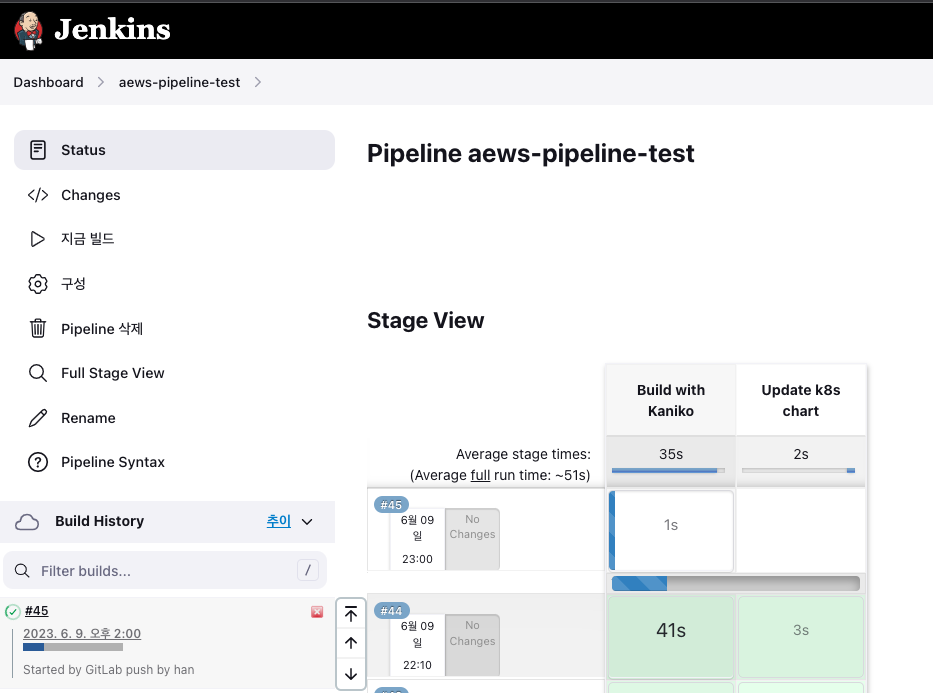 Jenkins
Dashboard
aews-pipeline-test
Status
Changes
지금 빌드
구성
Pipeline 삭제
Full Stage View
Rename
Pipeline Syntax
Build History
추이
Filter builds...
/
#45
2023. 6. 9. 오후 2:00
Started by GitLab push by han
Pipeline aews-pipeline-test
Stage View
Build with
Kaniko
Update k8s
chart
Average stage times:
(Average full run time: ~51s)
35s
2s
#45
6월 09
일
23:00
No
Changes
1s
#44
6월 09
일
22:10
No
Changes
41s
3s